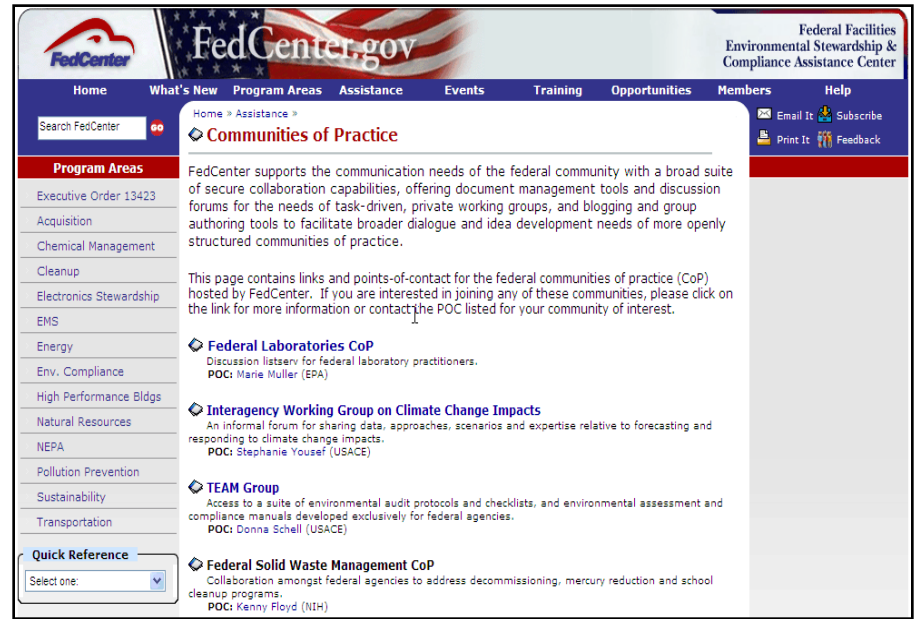 FedCenter
FedCenter.gov
Federal Facilities
Environmental Stewardship &
Compliance Assistance Center
Home What's New Program Areas Assistance Events Training Opportunities Members Help
Search FedCenter GO
Home » Assistance »
Communities of Practice
Email It Subscribe
Print It Feedback
Program Areas
Executive Order 13423
Acquisition
Chemical Management
Cleanup
Electronics Stewardship
EMS
Energy
Env. Compliance
High Performance Bldgs
Natural Resources
NEPA
Pollution Prevention
Sustainability
Transportation
Quick Reference
Select one:
FedCenter supports the communication needs of the federal community with a broad suite
of secure collaboration capabilities, offering document management tools and discussion
forums for the needs of task-driven, private working groups, and blogging and group
authoring tools to facilitate broader dialogue and idea development needs of more openly
structured communities of practice.
This page contains links and points-of-contact for the federal communities of practice (CoP)
hosted by FedCenter. If you are interested in joining any of these communities, please click on
the link for more information or contact the POC listed for your community of interest.
Federal Laboratories CoP
Discussion listserv for federal laboratory practitioners.
POC: Marie Muller (EPA)
Interagency Working Group on Climate Change Impacts
An informal forum for sharing data, approaches, scenarios and expertise relative to forecasting and
responding to climate change impacts.
POC: Stephanie Yousef (USACE)
TEAM Group
Access to a suite of environmental audit protocols and checklists, and environmental assessment and
compliance manuals developed exclusively for federal agencies.
POC: Donna Schell (USACE)
Federal Solid Waste Management CoP
Collaboration amongst federal agencies to address decommissioning, mercury reduction and school
cleanup programs.
POC: Kenny Floyd (NIH)